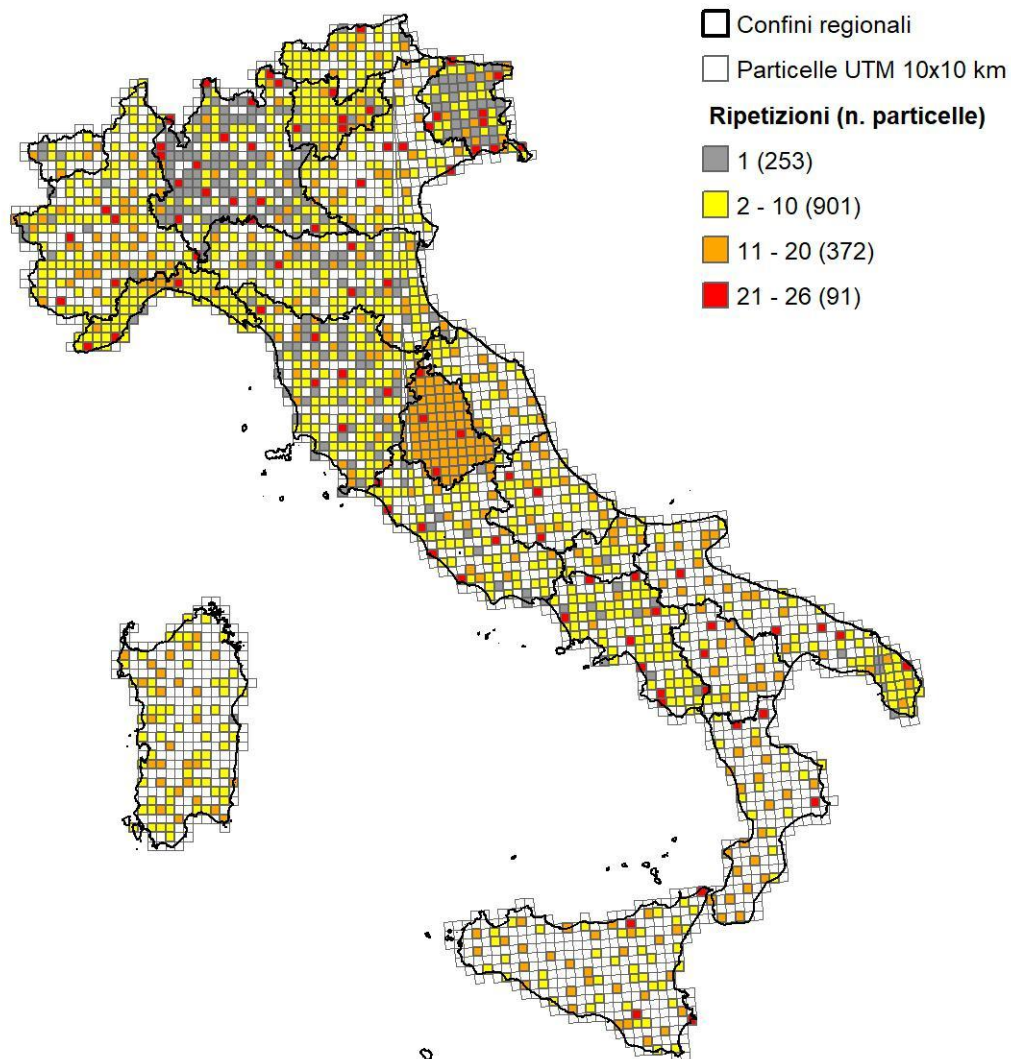 Confini regionali
Particelle UTM 10x10 km
Ripetizioni (n. particelle)
1 (253)
2 - 10 (901)
11 - 20 (372)
21 - 26 (91)